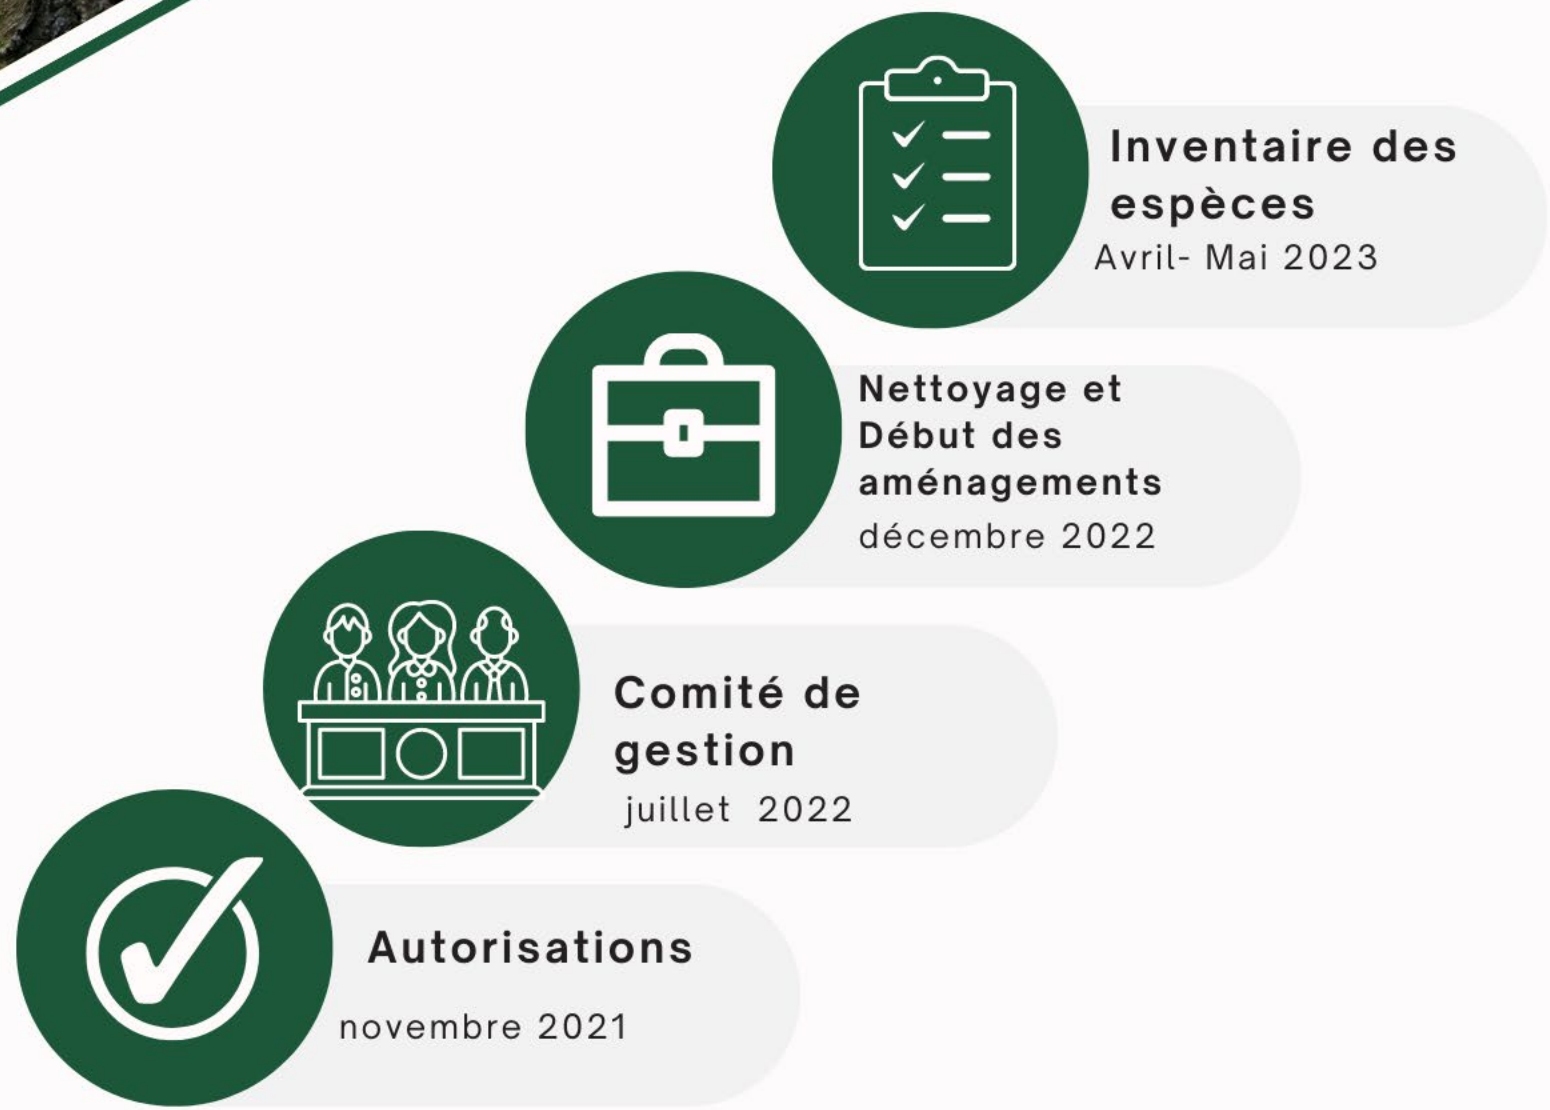 Inventaire des
espèces
Avril- Mai 2023
Nettoyage et
Début des
aménagements
décembre 2022
Comité de
gestion
juillet 2022
Autorisations
novembre 2021